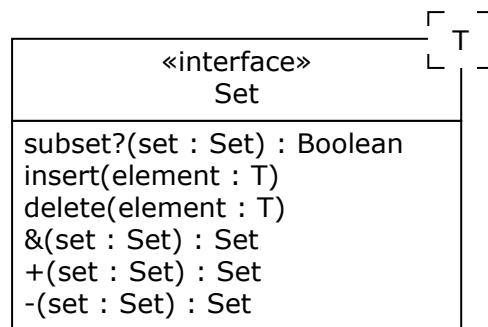 T
«interface»
Set
subset?(set : Set) : Boolean
insert(element : T)
delete(element : T)
&(set : Set) : Set
+(set : Set) : Set
-(set : Set) : Set